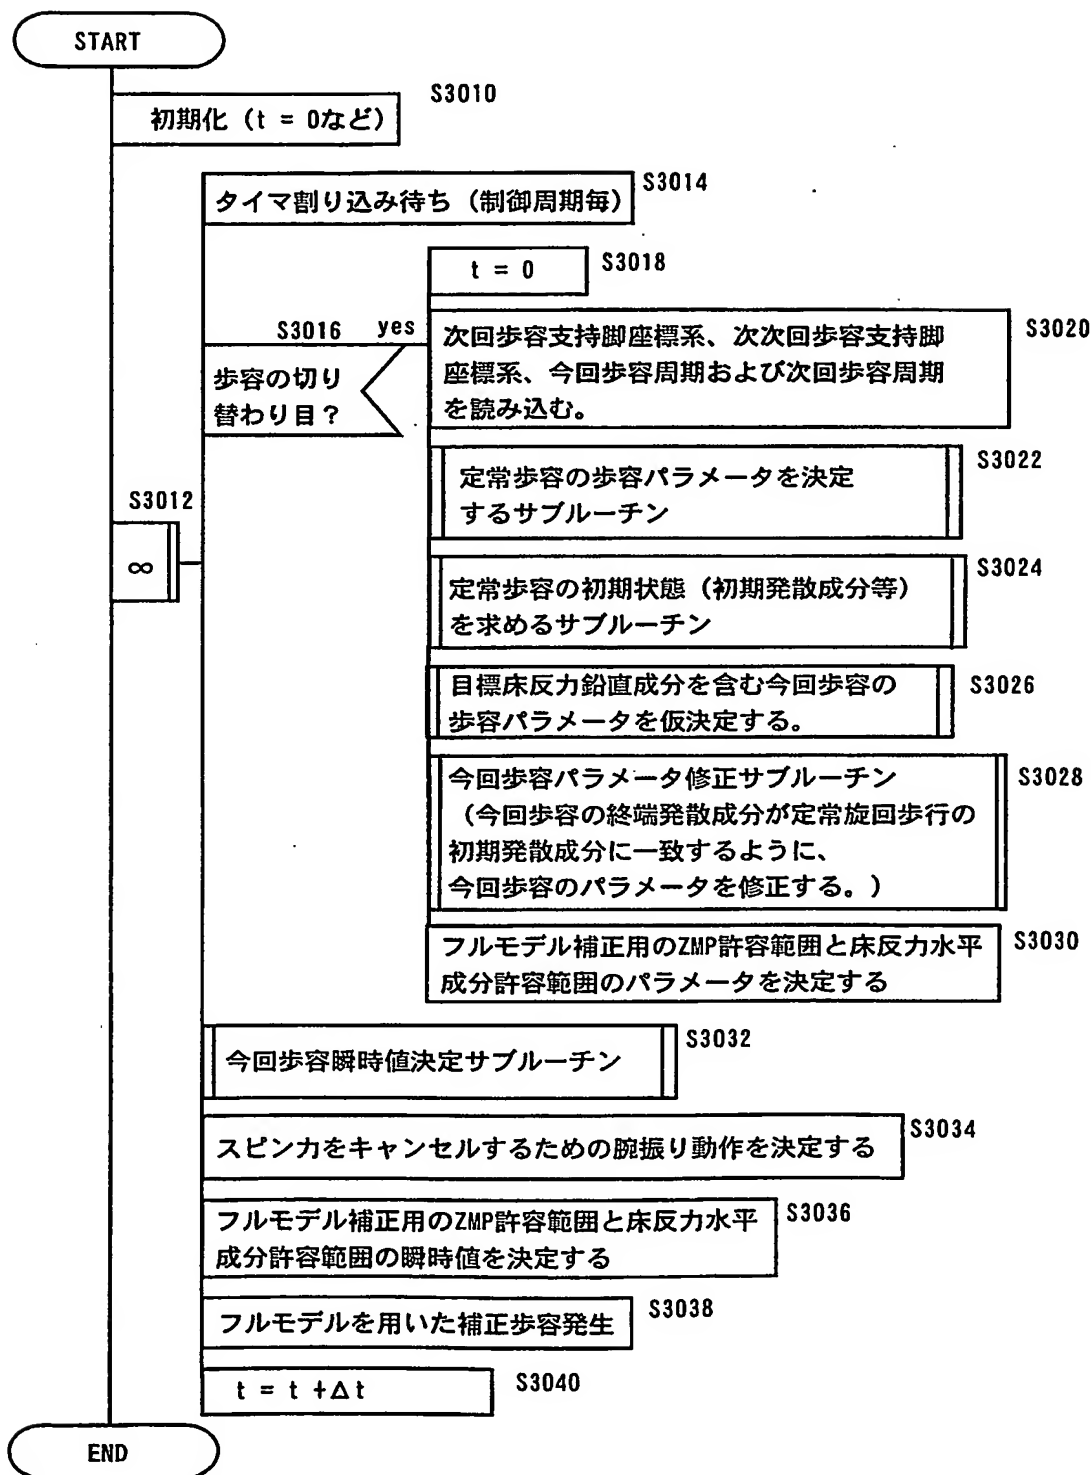 START
S3010
初期化（t = 0など）
S3014
タイマ割り込み待ち（制御周期毎）
t = 0
S3018
S3016 yes
歩容の切り
替わり目？
S3020
次回歩容支持脚座標系、次次回歩容支持脚
座標系、今回歩容周期および次回歩容周期
を読み込む。
S3022
定常歩容の歩容パラメータを決定
するサブルーチン
S3012
∞
S3024
定常歩容の初期状態（初期発散成分等）
を求めるサブルーチン
S3026
目標床反力鉛直成分を含む今回歩容の
歩容パラメータを仮決定する。
S3028
今回歩容パラメータ修正サブルーチン
（今回歩容の終端発散成分が定常旋回歩行の
初期発散成分に一致するように、
今回歩容のパラメータを修正する。）
S3030
フルモデル補正用のZMP許容範囲と床反力水平
成分許容範囲のパラメータを決定する
S3032
今回歩容瞬時値決定サブルーチン
S3034
スピン力をキャンセルするための腕振り動作を決定する
S3036
フルモデル補正用のZMP許容範囲と床反力水平
成分許容範囲の瞬時値を決定する
S3038
フルモデルを用いた補正歩容発生
t = t +Δt
S3040
END